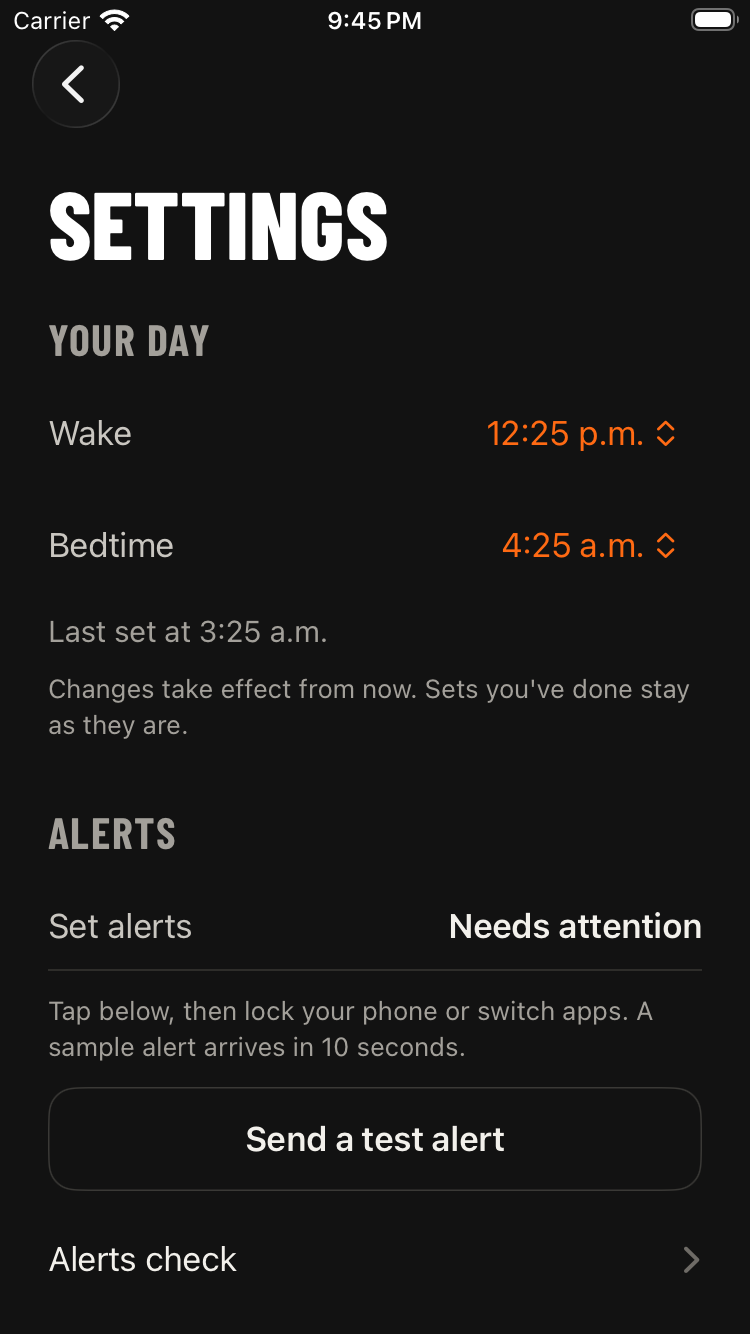 Carrier 9:45 PM
SETTINGS
YOUR DAY
Wake 12:25 p.m.
Bedtime 4:25 a.m.
Last set at 3:25 a.m.
Changes take effect from now. Sets you've done stay
as they are.
ALERTS
Set alerts Needs attention
Tap below, then lock your phone or switch apps. A
sample alert arrives in 10 seconds.
Send a test alert
Alerts check